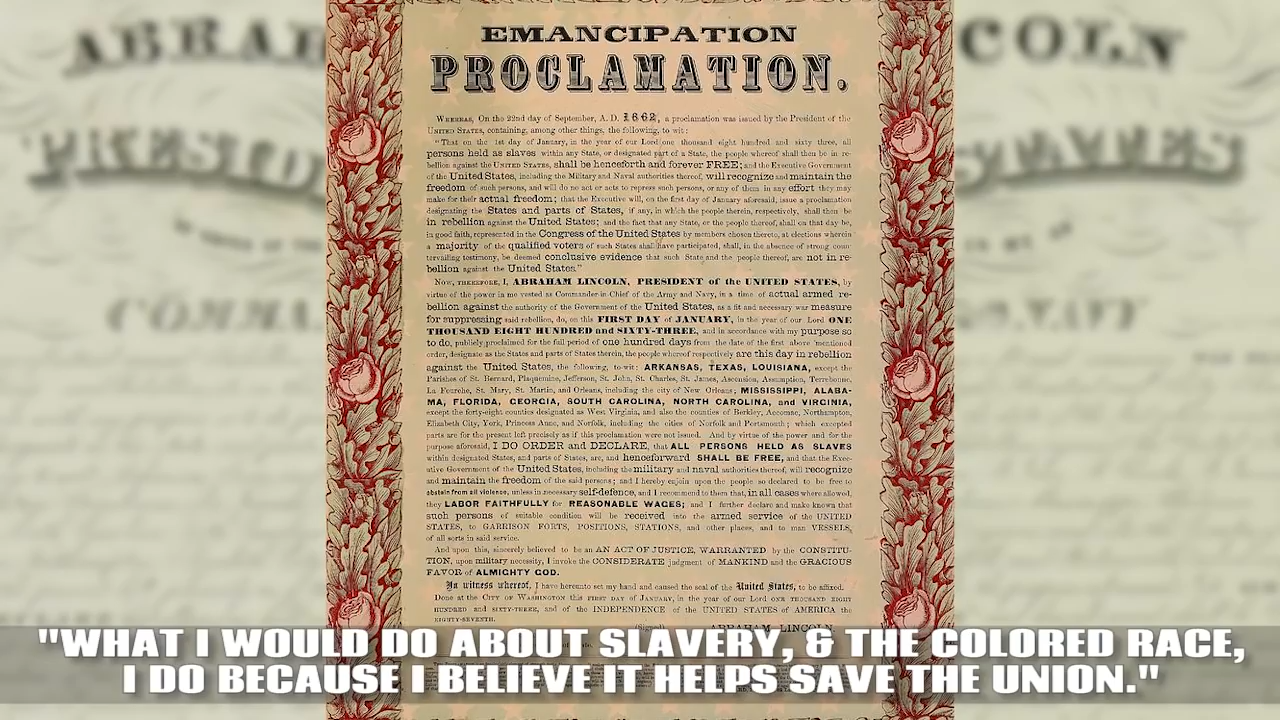 ABRA
COLN
PRESID
STATES
COMMA
NAVY
EMANCIPATION
PROCLAMATION.
WHEREAS, On the 22nd day of September, A. D. 1862, a proclamation was issued by the President of the
UNITED STATES, containing, among other things, the following, to wit:
"That on the 1st day of January, in the year of our Lord one thousand eight hundred and sixty three, all
persons held as slaves within any State, or designated part of a State, the people whereof shall then be in re-
bellion against the UNITED STATES, shall be henceforth and forever FREE; and the Executive Government
of the United States, including the Military and Naval authorities thereof, will recognize and maintain the
freedom of such persons, and will do no act or acts to repress such persons, or any of them in any effort they may
make for their actual freedom; that the Executive will, on the first day of January aforesaid, issue a proclamation
designating the States and parts of States, if any, in which the people therein, respectively, shall then be
in rebellion against the United States; and the fact that any State, or the people thereof, shall on that day be,
in good faith, represented in the Congress of the United States by members chosen thereto, at elections wherein
a majority of the qualified voters of such States shall have participated, shall, in the absence of strong coun-
tervailing testimony, be deemed conclusive evidence that such State and the people thereof, are not in re-
bellion against the United States."
Now, THEREFORE, I, ABRAHAM LINCOLN, PRESIDENT of the UNITED STATES, by
virtue of the power in me vested as Commander-in-Chief of the Army and Navy, in a time of actual armed re-
bellion against the authority of the Government of the United States, as a fit and necessary war measure
for suppressing said rebellion, do, on this FIRST DAY of JANUARY, in the year of our Lord ONE
THOUSAND EIGHT HUNDRED and SIXTY-THREE, and in accordance with my purpose so
to do, publicly proclaimed for the full period of one hundred days from the date of the first above mentioned
order, designate as the States and parts of States therein, the people whereof respectively are this day in rebellion
against the United States, the following, to-wit: ARKANSAS, TEXAS, LOUISIANA, except the
Parishes of St. Bernard, Plaquemine, Jefferson, St. John, St. Charles, St. James, Ascension, Assumption, Terrebonne,
La Fourche, St. Mary, St. Martin, and Orleans, including the city of New Orleans; MISSISSIPPI, ALABA-
MA, FLORIDA, GEORGIA, SOUTH CAROLINA, NORTH CAROLINA, and VIRGINIA,
except the forty-eight counties designated as West Virginia, and also the counties of Berkley, Accomac, Northampton,
Elizabeth City, York, Princess Anne, and Norfolk, including the cities of Norfolk and Portsmouth; which excepted
parts are for the present left precisely as if this proclamation were not issued. And by virtue of the power and for the
purpose aforesaid, I DO ORDER and DECLARE, that ALL PERSONS HELD AS SLAVES
within designated States, and parts of States, are, and henceforward SHALL BE FREE, and that the Exec-
utive Government of the United States, including the military and naval authorities thereof, will recognize
and maintain the freedom of the said persons; and I hereby enjoin upon the people so declared to be free to
abstain from all violence, unless in necessary self-defence, and I recommend to them that, in all cases where allowed,
they LABOR FAITHFULLY for REASONABLE WAGES; and I further declare and make known that
such persons of suitable condition will be received into the armed service of the UNITED
STATES, to GARRISON FORTS, POSITIONS, STATIONS, and other places, and to man VESSELS,
of all sorts in said service.
And upon this, sincerely believed to be an AN ACT OF JUSTICE, WARRANTED by the CONSTITU-
TION, upon military necessity, I invoke the CONSIDERATE judgment of MANKIND and the GRACIOUS
FAVOR of ALMIGHTY GOD.
In witness whereof, I have hereunto set my hand and caused the seal of the United States, to be affixed.
Done at the CITY OF WASHINGTON this FIRST DAY OF JANUARY, in the year of our Lord ONE THOUSAND EIGHT
HUNDRED and SIXTY-THREE, and of the INDEPENDENCE of the UNITED STATES OF AMERICA the
EIGHTY-SEVENTH.
(Signed) ABRAHAM LINCOLN.
"WHAT I WOULD DO ABOUT SLAVERY, & THE COLORED RACE,
I DO BECAUSE I BELIEVE IT HELPS SAVE THE UNION."